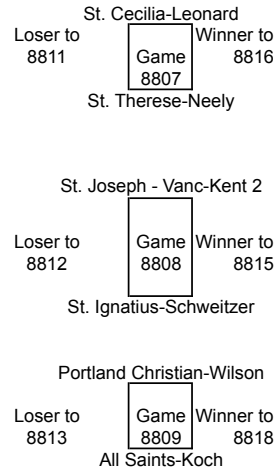 St. Cecilia-Leonard
Loser to Game Winner to
8811 8807 8816
St. Therese-Neely
St. Joseph - Vanc-Kent 2
Loser to Game Winner to
8812 8808 8815
St. Ignatius-Schweitzer
Portland Christian-Wilson
Loser to Game Winner to
8813 8809 8818
All Saints-Koch